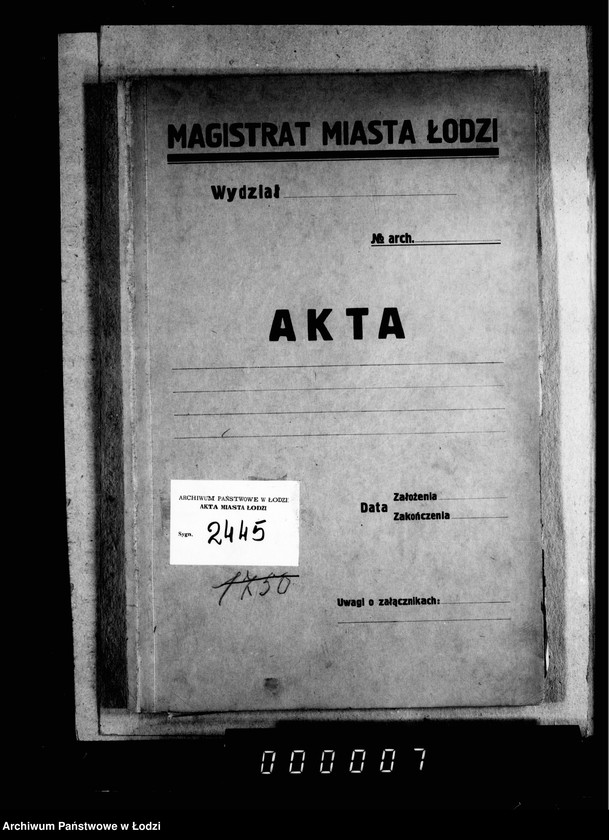 MAGISTRAT MIASTA ŁODZI
Wydział
№ arch.
AKTA
ARCHIWUM PAŃSTWOWE W ŁODZI
AKTA MIASTA ŁODZI
Sygn. 2445
Data
Założenia
Zakończenia
Uwagi o załącznikach:
000007
Archiwum Państwowe w Łodzi